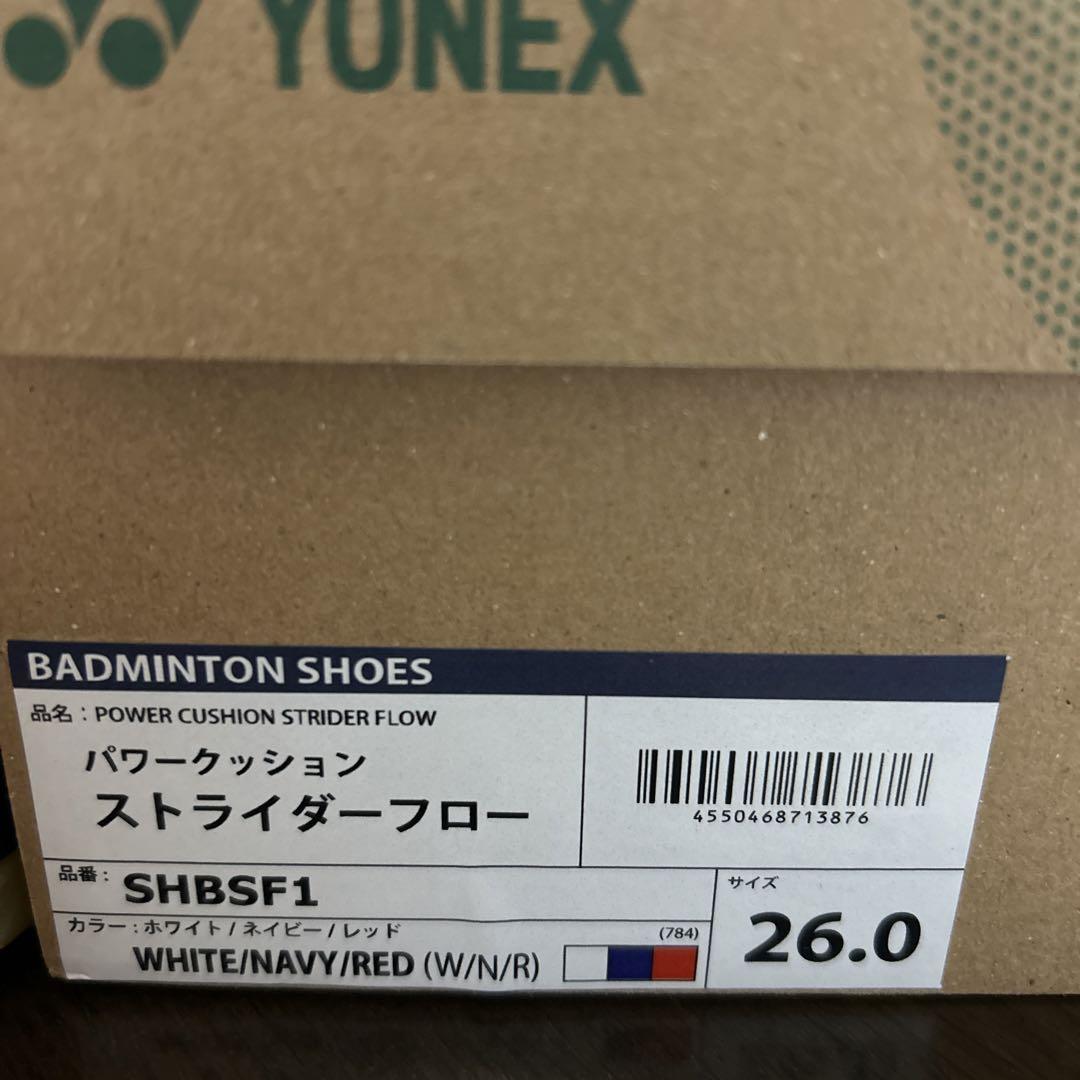 YONEX
BADMINTON SHOES
品名：POWER CUSHION STRIDER FLOW
パワークッション
ストライダーフロー
4550468713876
品番：SHBSF1
カラー：ホワイト/ネイビー/レッド
(784)
WHITE/NAVY/RED (W/N/R)
サイズ
26.0